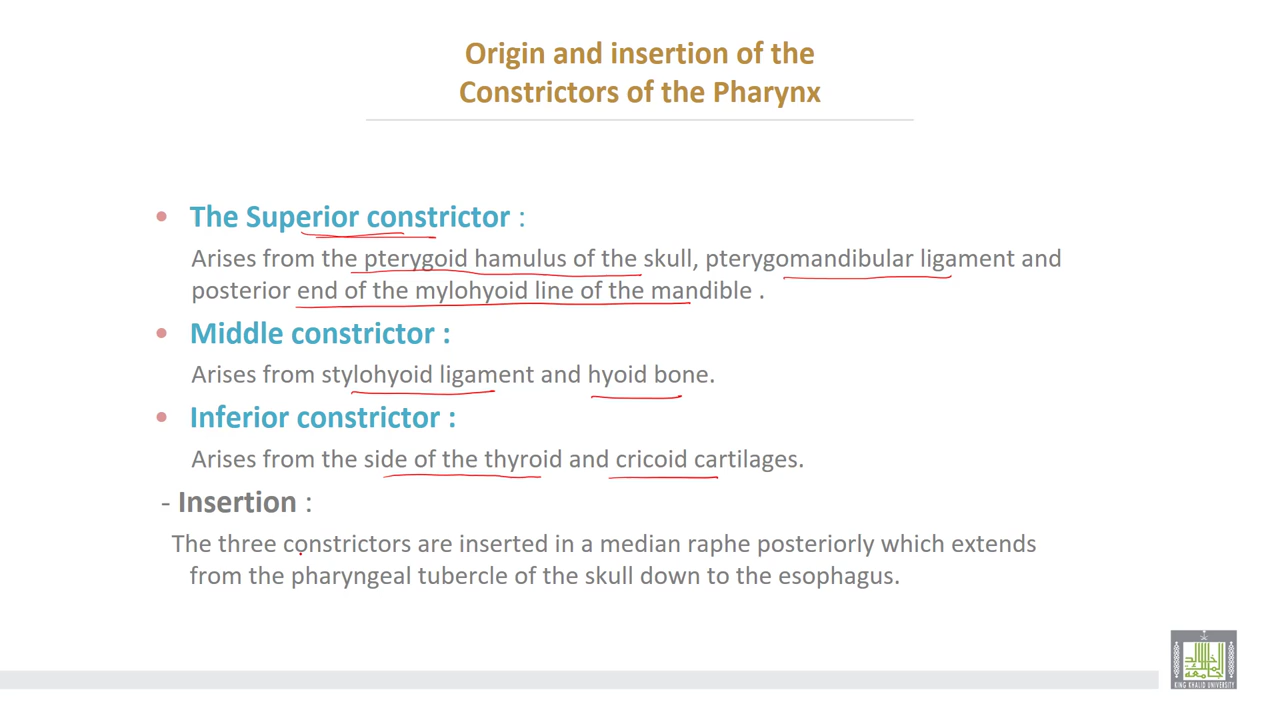 Origin and insertion of the
Constrictors of the Pharynx
• The Superior constrictor :
Arises from the pterygoid hamulus of the skull, pterygomandibular ligament and
posterior end of the mylohyoid line of the mandible .
• Middle constrictor :
Arises from stylohyoid ligament and hyoid bone.
• Inferior constrictor :
Arises from the side of the thyroid and cricoid cartilages.
- Insertion :
The three constrictors are inserted in a median raphe posteriorly which extends
from the pharyngeal tubercle of the skull down to the esophagus.
KING KHALID UNIVERSITY